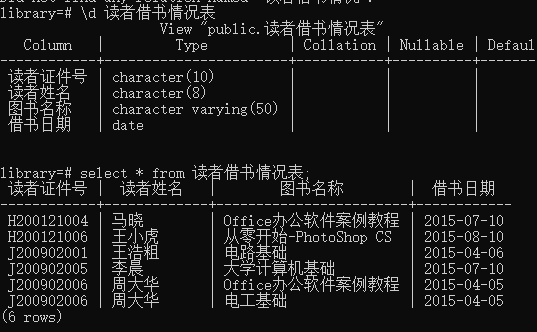 library=# \d 读者借书情况表
View "public.读者借书情况表"
Column | Type | Collation | Nullable | Defaul
读者证件号 | character(10) | | |
读者姓名 | character(8) | | |
图书名称 | character varying(50) | | |
借书日期 | date | | |
library=# select * from 读者借书情况表;
读者证件号 | 读者姓名 | 图书名称 | 借书日期
H200121004 | 马晓 | Office办公软件案例教程 | 2015-07-10
H200121006 | 王小虎 | 从零开始-PhotoShop CS | 2015-08-10
J200902001 | 王浩粗 | 电路基础 | 2015-04-06
J200902005 | 李晨 | 大学计算机基础 | 2015-07-10
J200902006 | 周大华 | Office办公软件案例教程 | 2015-04-05
J200902006 | 周大华 | 电工基础 | 2015-04-05
(6 rows)